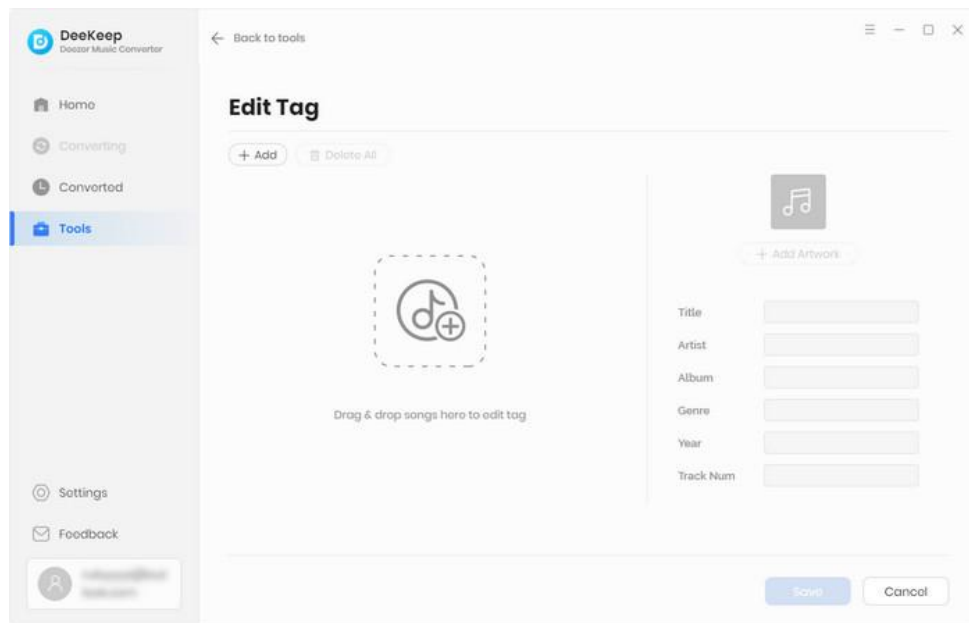 DeeKeep
Deezer Music Converter
Back to tools
Home
Edit Tag
Converting
+ Add
Delete All
Converted
Tools
+ Add Artwork
Title
Artist
Album
Drag & drop songs here to edit tag
Genre
Year
Track Num
Settings
Feedback
Save
Cancel